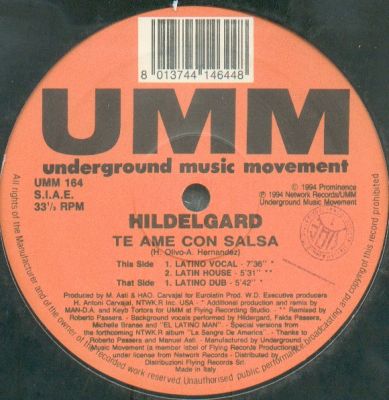 8 013744 146448
UMM
underground music movement
UMM 164
S.I.A.E.
33⅓ RPM
℗ 1994 Prominence
℗ 1994 Network Records/UMM
Underground Music Movement
HILDELGARD
TE AME CON SALSA
(H. Olivo-A. Hernandez)
This Side 1. LATINO VOCAL - 7'36" *
2. LATIN HOUSE - 5'31" **
That Side 1. LATINO DUB - 5'42" *
Produced by M. Asti & HAO. Carvajal for Eurolatin Prod. W.D. Executive producers
H. Antoni Carvajal, NTWK.R Inc USA. - * Additional production and remix by
MAN-D.A. and Keyb Tortora for UMM at Flying Recording Studio. - ** Remixed by
Roberto Passera. - Background vocals performed by Hildergard, Falda Passera,
Michelle Granse and "EL LATINO MAN" - Special versions from
the forthcoming NTWK.R album "La Sangre De America". - Thanks to
Roberto Passera and Manuel Asti. - Manufactured by Underground
Music Movement (a member label of Flying Records Productions)
under license from Network Records - Distributed by
Distribuzioni Flying Records Srl
Made in Italy
All rights of the Manufacturer and of the owner of the recorded work reserved Unauthorised public performance broadcasting and copying of this record prohibited